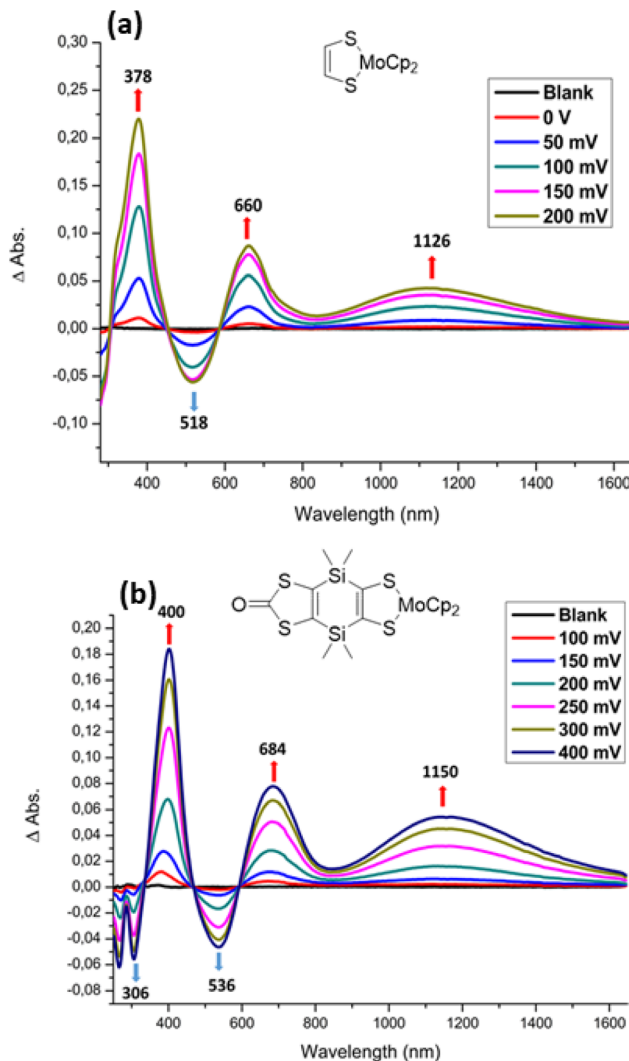 (a)
S
MoCp2
S
378
660
1126
518
Blank
0 V
50 mV
100 mV
150 mV
200 mV
0,30
0,25
0,20
0,15
0,10
0,05
0,00
-0,05
-0,10
Δ Abs.
400 600 800 1000 1200 1400 1600
Wavelength (nm)
(b)
Si
S S
O MoCp2
S S
Si
400
684
1150
306
536
Blank
100 mV
150 mV
200 mV
250 mV
300 mV
400 mV
0,20
0,18
0,16
0,14
0,12
0,10
0,08
0,06
0,04
0,02
0,00
-0,02
-0,04
-0,06
-0,08
Δ Abs.
400 600 800 1000 1200 1400 1600
Wavelength (nm)